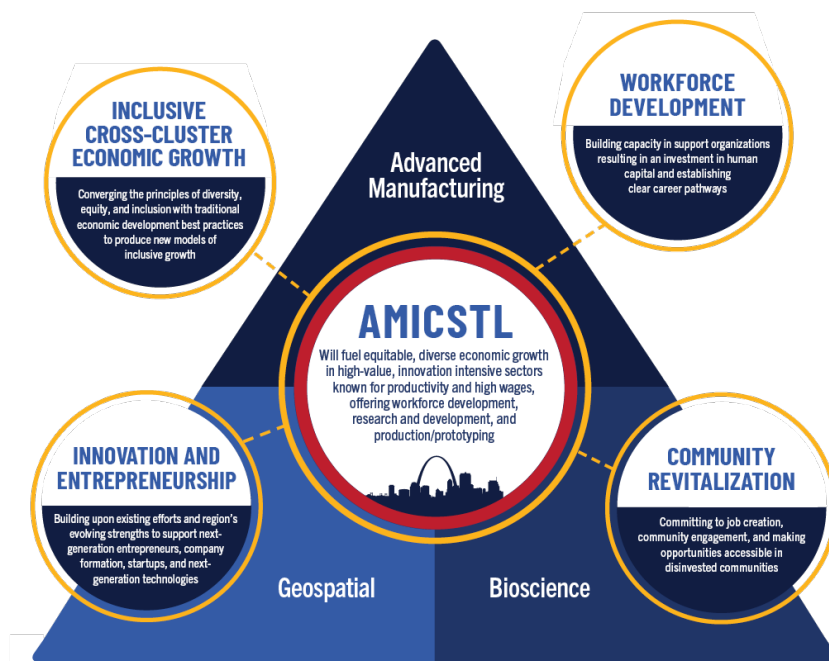 INCLUSIVE
CROSS-CLUSTER
ECONOMIC GROWTH
Converging the principles of diversity,
equity, and inclusion with traditional
economic development best practices
to produce new models of
inclusive growth
WORKFORCE
DEVELOPMENT
Building capacity in support organizations
resulting in an investment in human
capital and establishing
clear career pathways
Advanced
Manufacturing
AMICSTL
Will fuel equitable, diverse economic growth
in high-value, innovation intensive sectors
known for productivity and high wages,
offering workforce development,
research and development, and
production/prototyping
INNOVATION AND
ENTREPRENEURSHIP
Building upon existing efforts and region's
evolving strengths to support next-
generation entrepreneurs, company
formation, startups, and next-
generation technologies
COMMUNITY
REVITALIZATION
Committing to job creation,
community engagement, and making
opportunities accessible in
disinvested communities
Geospatial
Bioscience